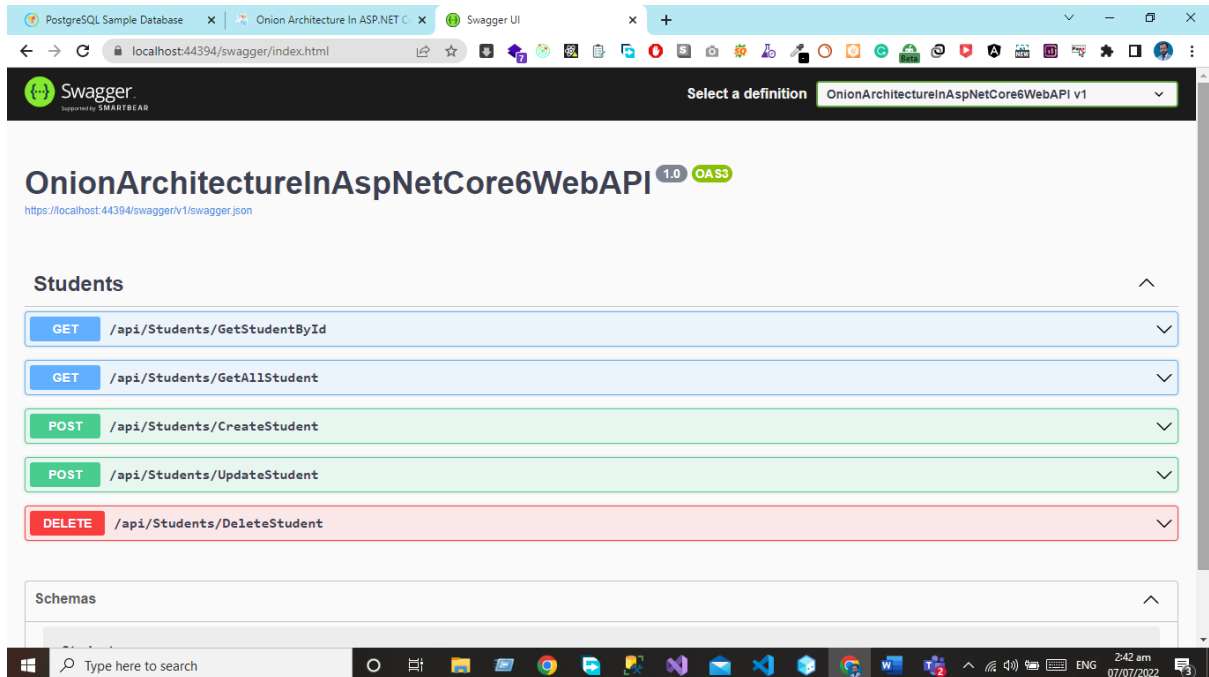 PostgreSQL Sample Database
Onion Architecture In ASP.NET C
Swagger UI
localhost:44394/swagger/index.html
Swagger
Supported by SMARTBEAR
Select a definition
OnionArchitectureInAspNetCore6WebAPI v1
OnionArchitectureInAspNetCore6WebAPI 1.0 OAS3
https://localhost:44394/swagger/v1/swagger.json
Students
GET /api/Students/GetStudentById
GET /api/Students/GetAllStudent
POST /api/Students/CreateStudent
POST /api/Students/UpdateStudent
DELETE /api/Students/DeleteStudent
Schemas
Type here to search
ENG
2:42 am
07/07/2022